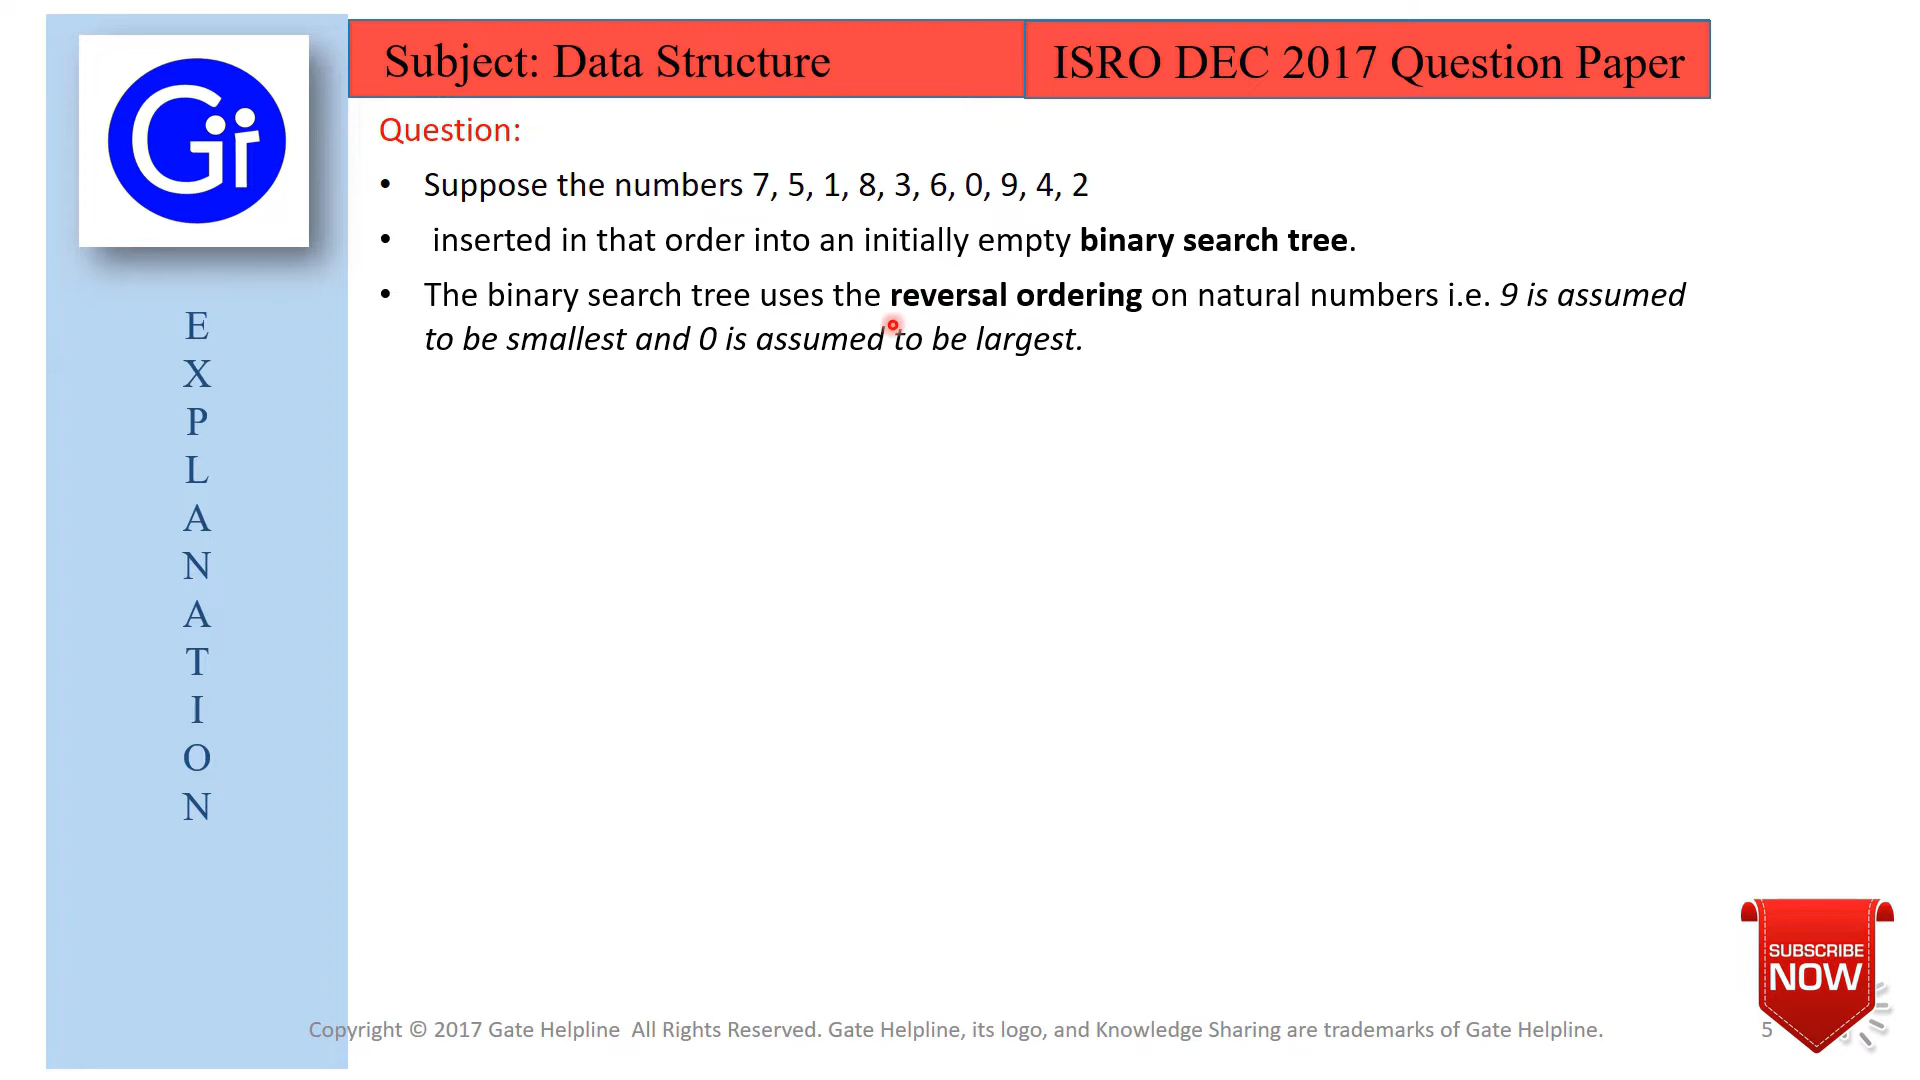 Gi
Subject: Data Structure
ISRO DEC 2017 Question Paper
Question:
• Suppose the numbers 7, 5, 1, 8, 3, 6, 0, 9, 4, 2
• inserted in that order into an initially empty binary search tree.
• The binary search tree uses the reversal ordering on natural numbers i.e. 9 is assumed
to be smallest and 0 is assumed to be largest.
E
X
P
L
A
N
A
T
I
O
N
SUBSCRIBE
NOW
Copyright © 2017 Gate Helpline All Rights Reserved. Gate Helpline, its logo, and Knowledge Sharing are trademarks of Gate Helpline.
5